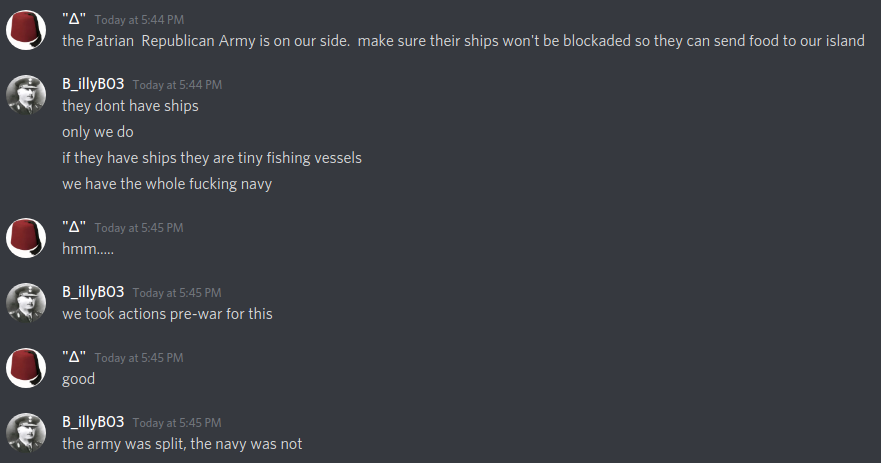 "Δ" Today at 5:44 PM
the Patrian  Republican Army is on our side.  make sure their ships won't be blockaded so they can send food to our island
B_illyB03 Today at 5:44 PM
they dont have ships
only we do
if they have ships they are tiny fishing vessels
we have the whole fucking navy
"Δ" Today at 5:45 PM
hmm.....
B_illyB03 Today at 5:45 PM
we took actions pre-war for this
"Δ" Today at 5:45 PM
good
B_illyB03 Today at 5:45 PM
the army was split, the navy was not